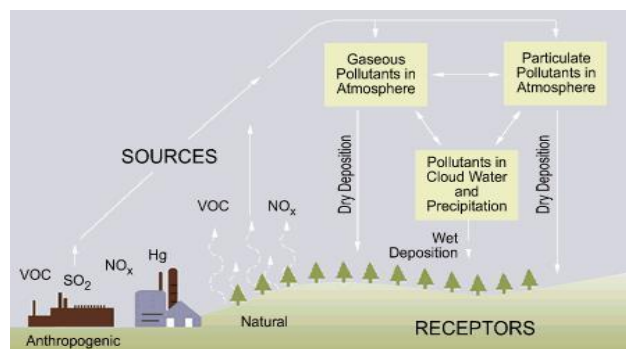 Gaseous
Pollutants in
Atmosphere
Particulate
Pollutants in
Atmosphere
SOURCES
Dry Deposition
Pollutants in
Cloud Water
and
Precipitation
Dry Deposition
VOC
NOx
Wet
Deposition
VOC
SO2
NOx
Hg
Natural
RECEPTORS
Anthropogenic